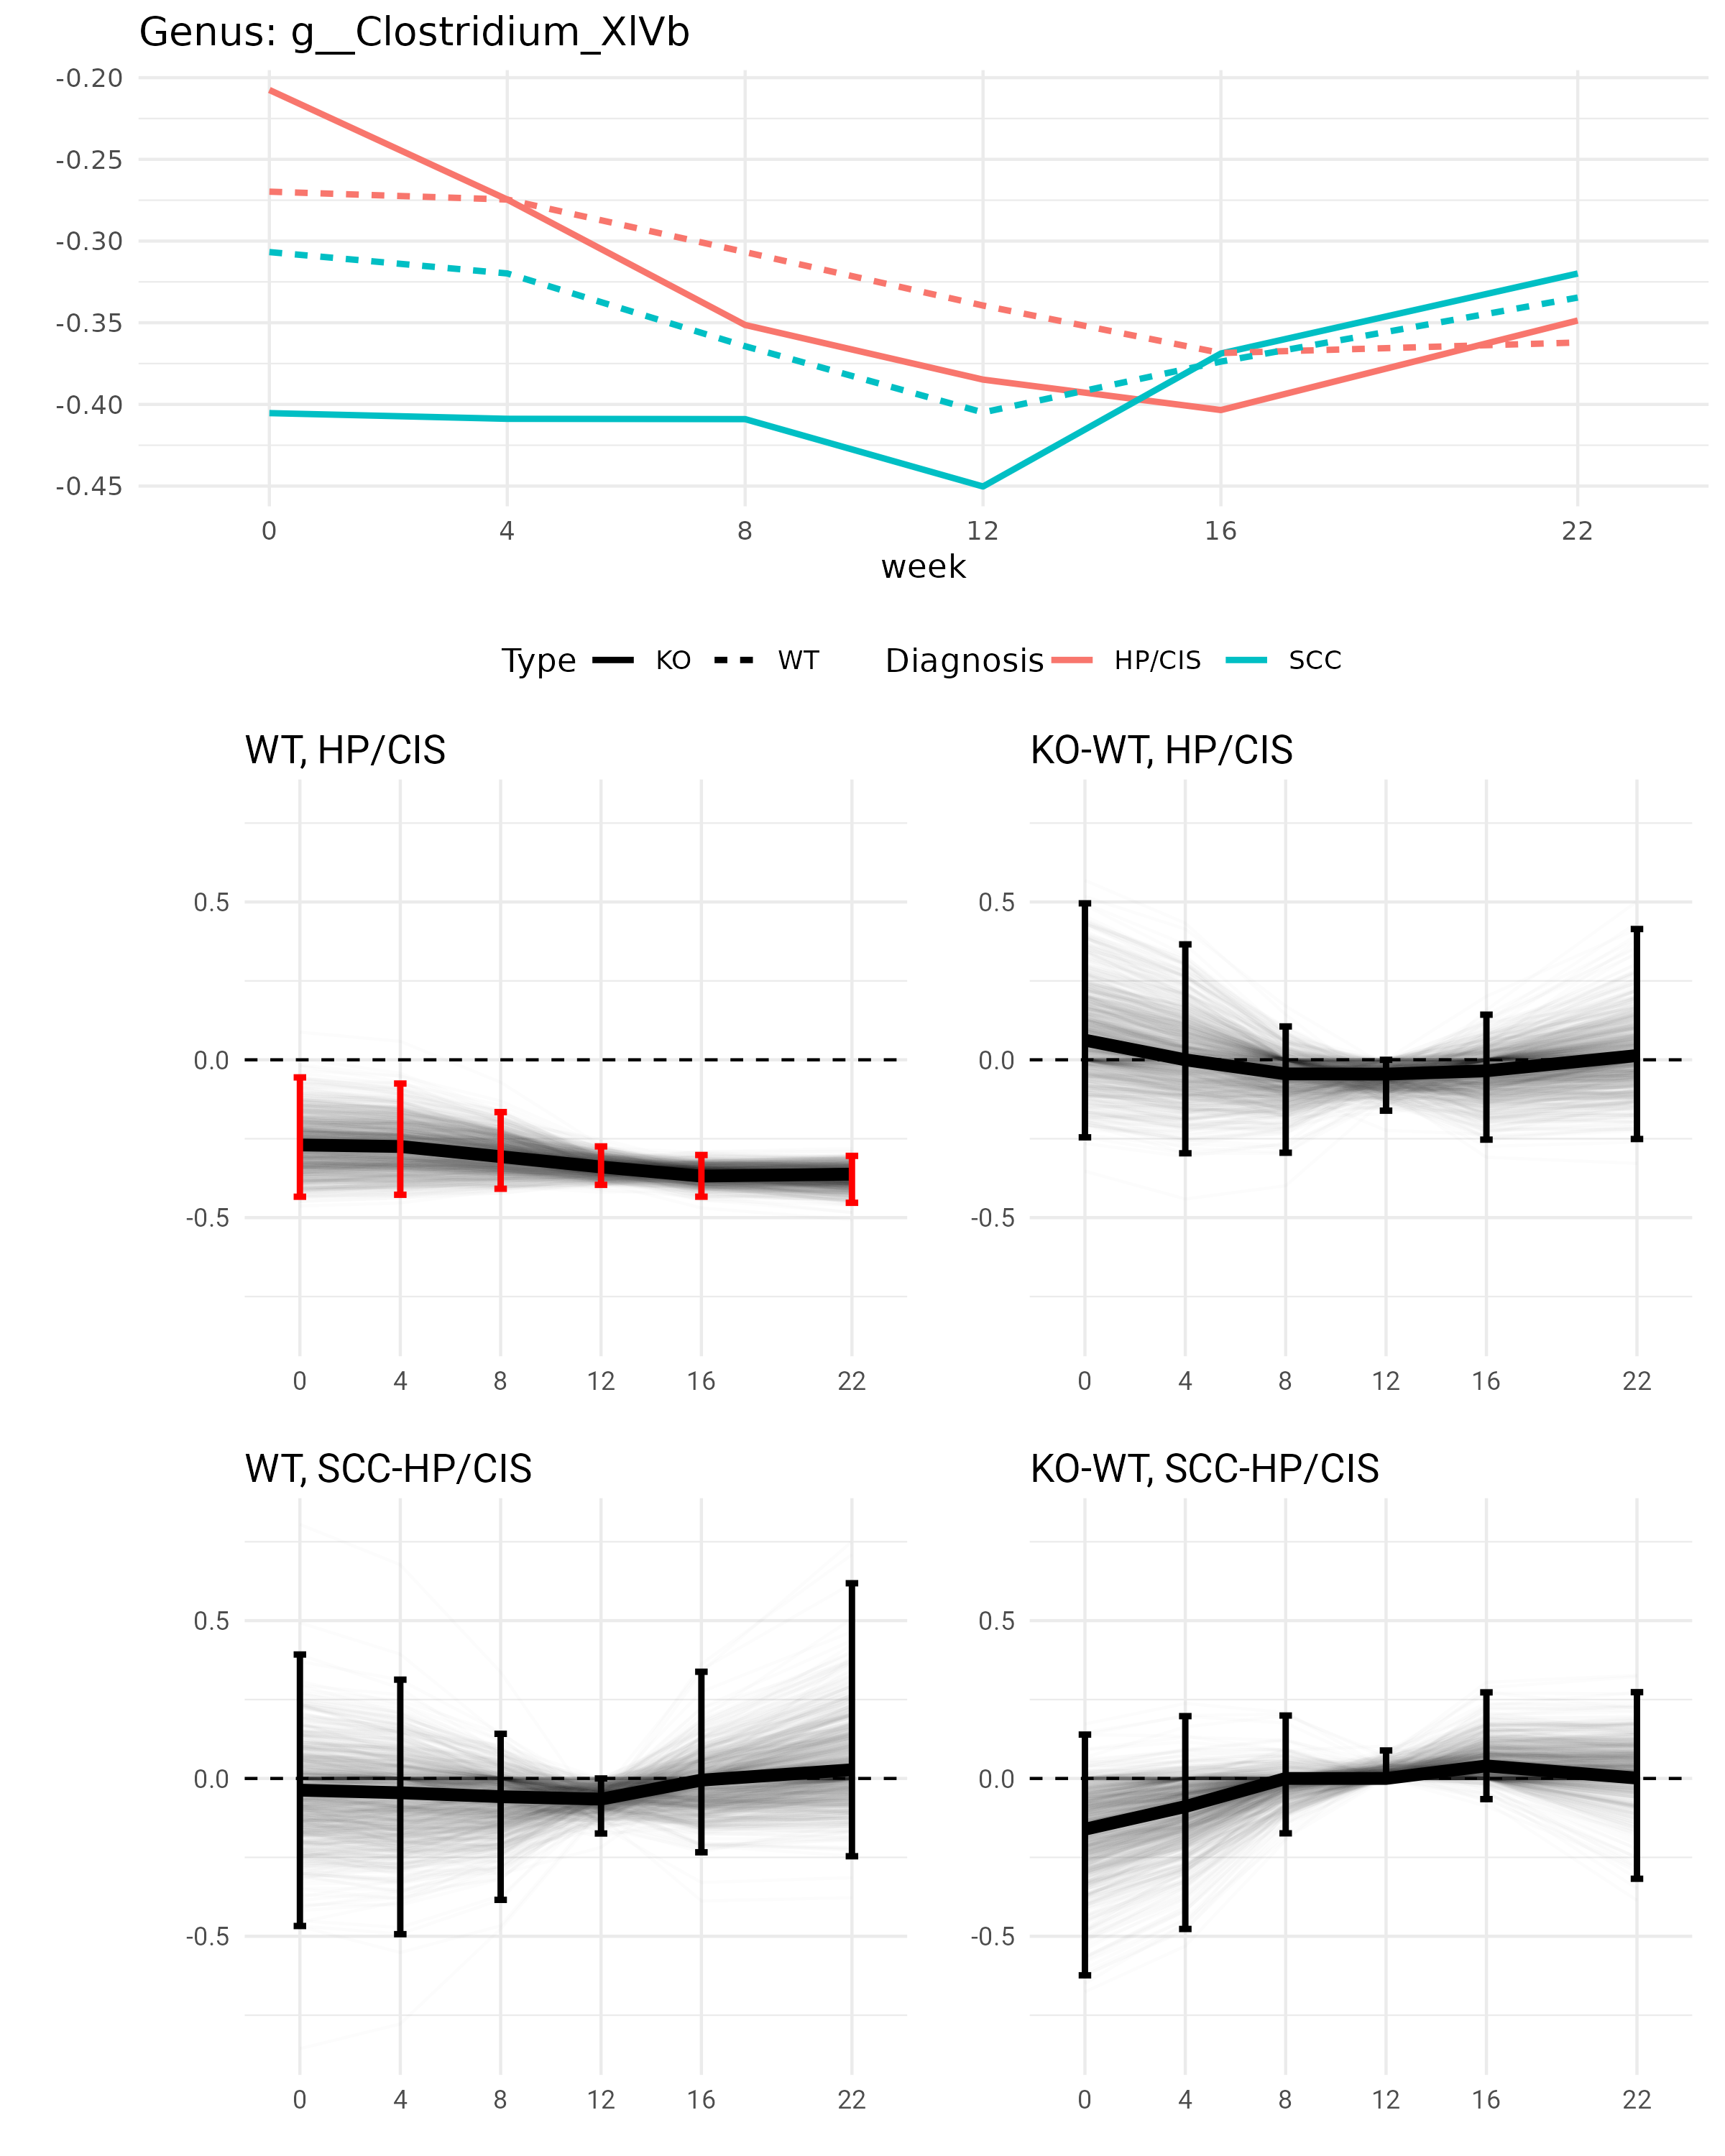 Genus: g__Clostridium_XlVb
-0.20
-0.25
-0.30
-0.35
-0.40
-0.45
0 4 8 12 16 22
week
Type KO WT Diagnosis HP/CIS SCC
WT, HP/CIS
0.5
0.0
-0.5
0 4 8 12 16 22
KO-WT, HP/CIS
0.5
0.0
-0.5
0 4 8 12 16 22
WT, SCC-HP/CIS
0.5
0.0
-0.5
0 4 8 12 16 22
KO-WT, SCC-HP/CIS
0.5
0.0
-0.5
0 4 8 12 16 22